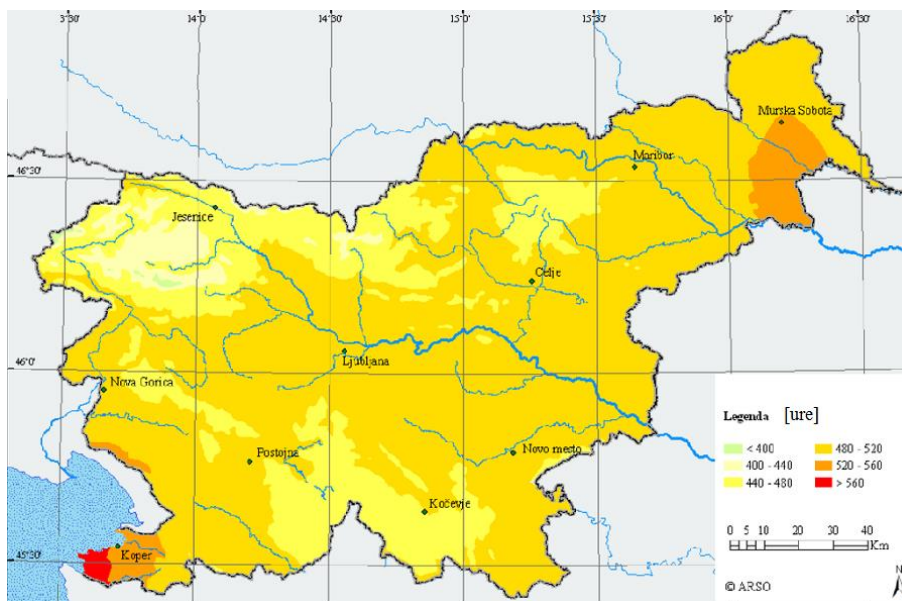 3°30' 14°00' 14°30' 15°0' 15°30' 16°0' 16°30'
Murska Sobota
Maribor
46°30'
Jesenice
Celje
Ljubljana
46°0'
Nova Gorica
Postojna
Novo mesto
Kočevje
45°30'
Koper
Legenda [ure]
< 400
400 - 440
440 - 480
480 - 520
520 - 560
> 560
0 5 10 20 30 40
Km
© ARSO
N